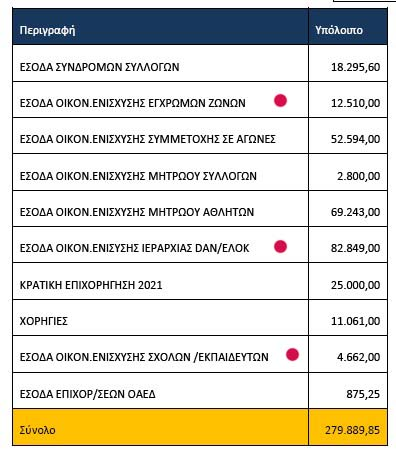 Περιγραφή Υπόλοιπο
ΕΣΟΔΑ ΣΥΝΔΡΟΜΩΝ ΣΥΛΛΟΓΩΝ 18.295,60
ΕΣΟΔΑ ΟΙΚΟΝ.ΕΝΙΣΧΥΣΗΣ ΕΓΧΡΩΜΩΝ ΖΩΝΩΝ 12.510,00
ΕΣΟΔΑ ΟΙΚΟΝ.ΕΝΙΣΧΥΣΗΣ ΣΥΜΜΕΤΟΧΗΣ ΣΕ ΑΓΩΝΕΣ 52.594,00
ΕΣΟΔΑ ΟΙΚΟΝ.ΕΝΙΣΧΥΣΗΣ ΜΗΤΡΩΟΥ ΣΥΛΛΟΓΩΝ 2.800,00
ΕΣΟΔΑ ΟΙΚΟΝ.ΕΝΙΣΧΥΣΗΣ ΜΗΤΡΩΟΥ ΑΘΛΗΤΩΝ 69.243,00
ΕΣΟΔΑ ΟΙΚΟΝ.ΕΝΙΣΥΣΗΣ ΙΕΡΑΡΧΙΑΣ DAN/ΕΛΟΚ 82.849,00
ΚΡΑΤΙΚΗ ΕΠΙΧΟΡΗΓΗΣΗ 2021 25.000,00
ΧΟΡΗΓΙΕΣ 11.061,00
ΕΣΟΔΑ ΟΙΚΟΝ.ΕΝΙΣΧΥΣΗΣ ΣΧΟΛΩΝ /ΕΚΠΑΙΔΕΥΤΩΝ 4.662,00
ΕΣΟΔΑ ΕΠΙΧΟΡ/ΣΕΩΝ ΟΑΕΔ 875,25
Σύνολο 279.889,85